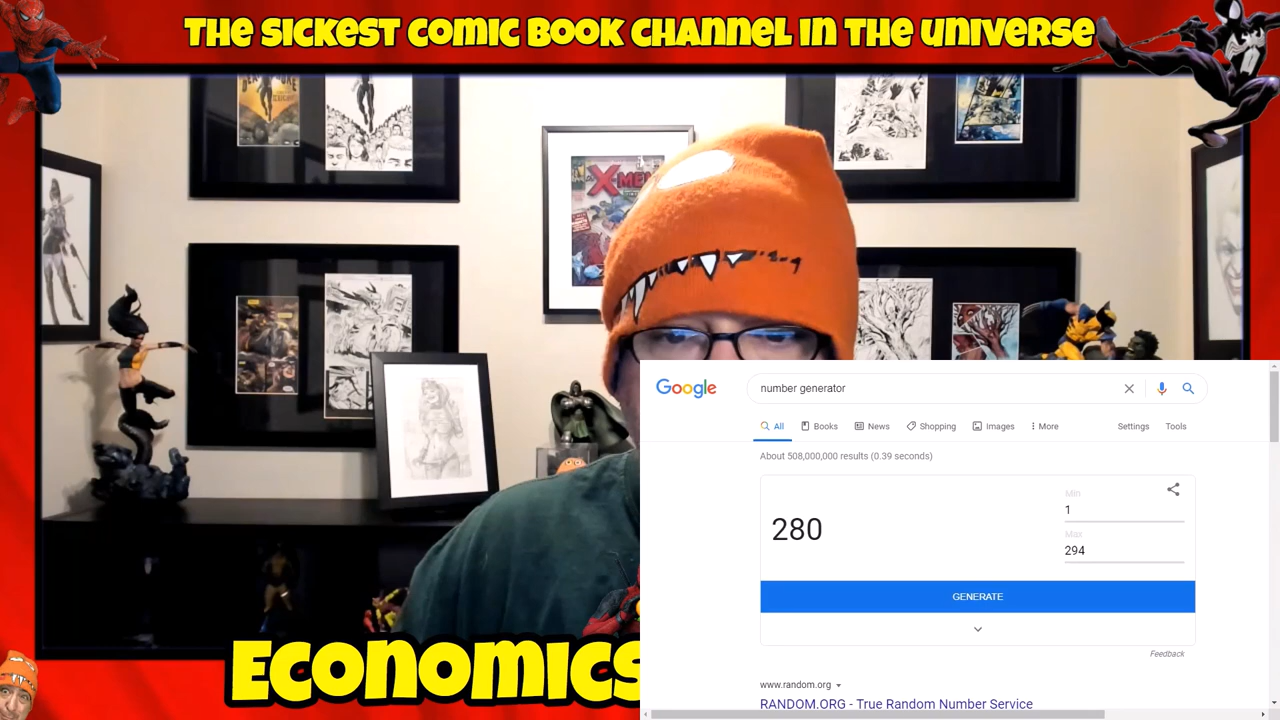 THE SICKEST COMIC BOOK CHANNEL IN THE UNIVERSE
X-MEN
ECONOMICS
Google
number generator
All
Books
News
Shopping
Images
More
Settings
Tools
About 508,000,000 results (0.39 seconds)
280
Min
1
Max
294
GENERATE
Feedback
www.random.org
RANDOM.ORG - True Random Number Service